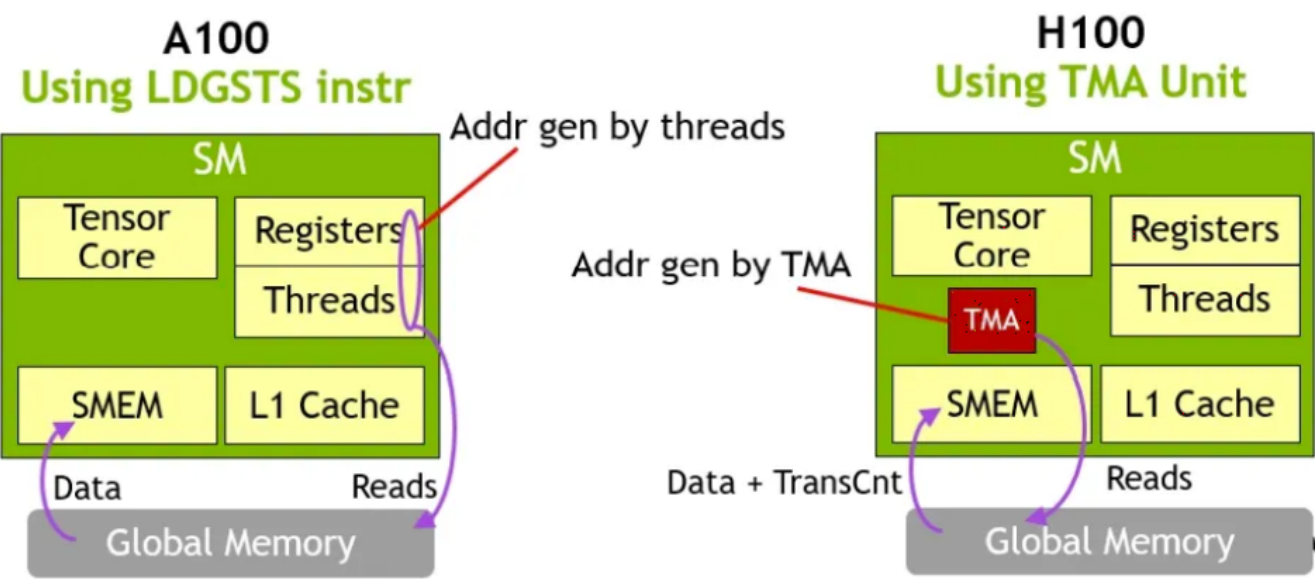 A100
Using LDGSTS instr
Addr gen by threads
SM
Tensor
Core
Registers
Threads
SMEM
L1 Cache
Data
Reads
Global Memory
H100
Using TMA Unit
Addr gen by TMA
SM
Tensor
Core
Registers
Threads
TMA
SMEM
L1 Cache
Data + TransCnt
Reads
Global Memory